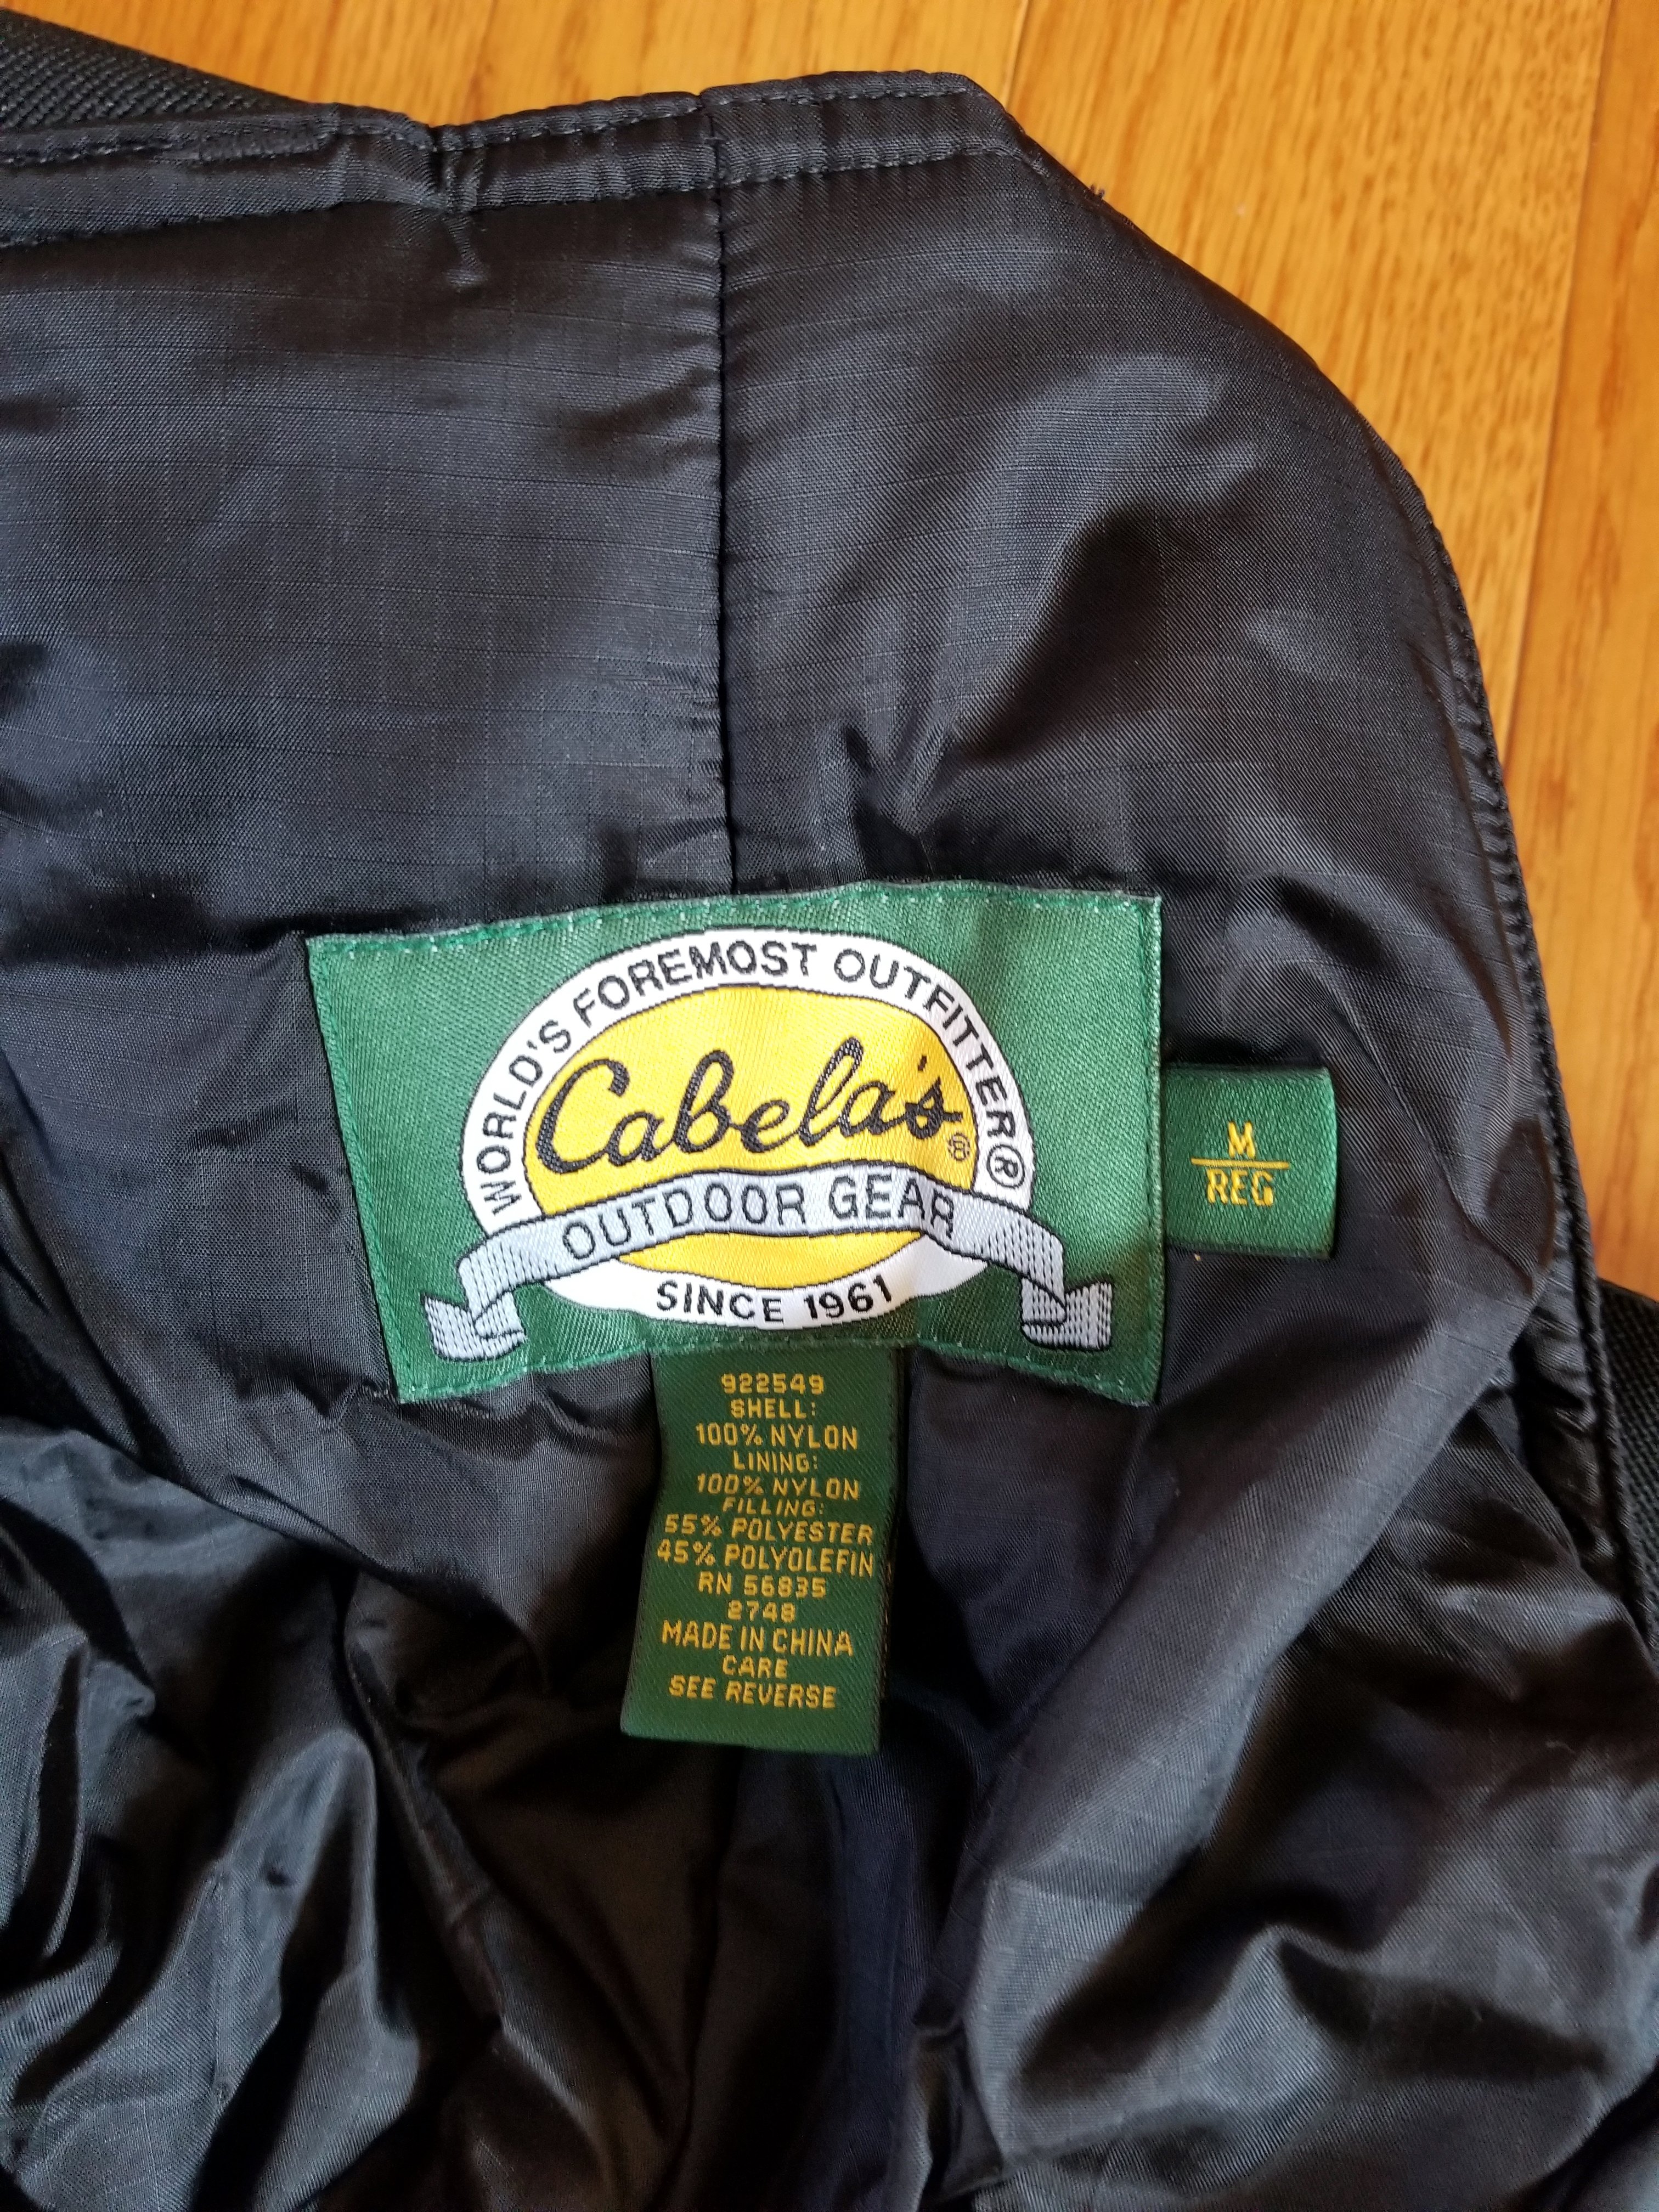 WORLD'S FOREMOST OUTFITTER®
Cabela's®
OUTDOOR GEAR
SINCE 1961
M
REG
922549
SHELL:
100% NYLON
LINING:
100% NYLON
FILLING:
55% POLYESTER
45% POLYOLEFIN
RN 56835
2748
MADE IN CHINA
CARE
SEE REVERSE